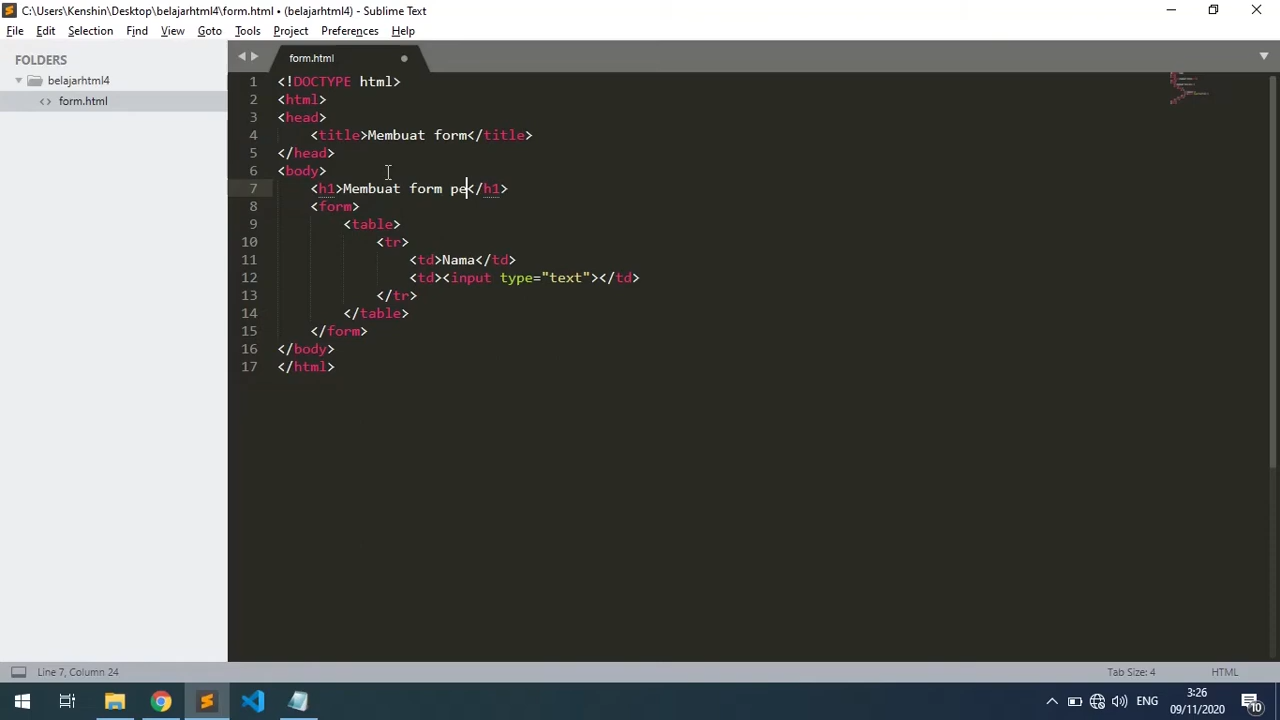 C:\Users\Kenshin\Desktop\belajarhtml4\form.html • (belajarhtml4) - Sublime Text
File Edit Selection Find View Goto Tools Project Preferences Help
FOLDERS
belajarhtml4
<> form.html
form.html
1 <!DOCTYPE html>
2 <html>
3 <head>
4 <title>Membuat form</title>
5 </head>
6 <body>
7 <h1>Membuat form pe</h1>
8 <form>
9 <table>
10 <tr>
11 <td>Nama</td>
12 <td><input type="text"></td>
13 </tr>
14 </table>
15 </form>
16 </body>
17 </html>
Line 7, Column 24
Tab Size: 4
HTML
ENG
3:26
09/11/2020
10